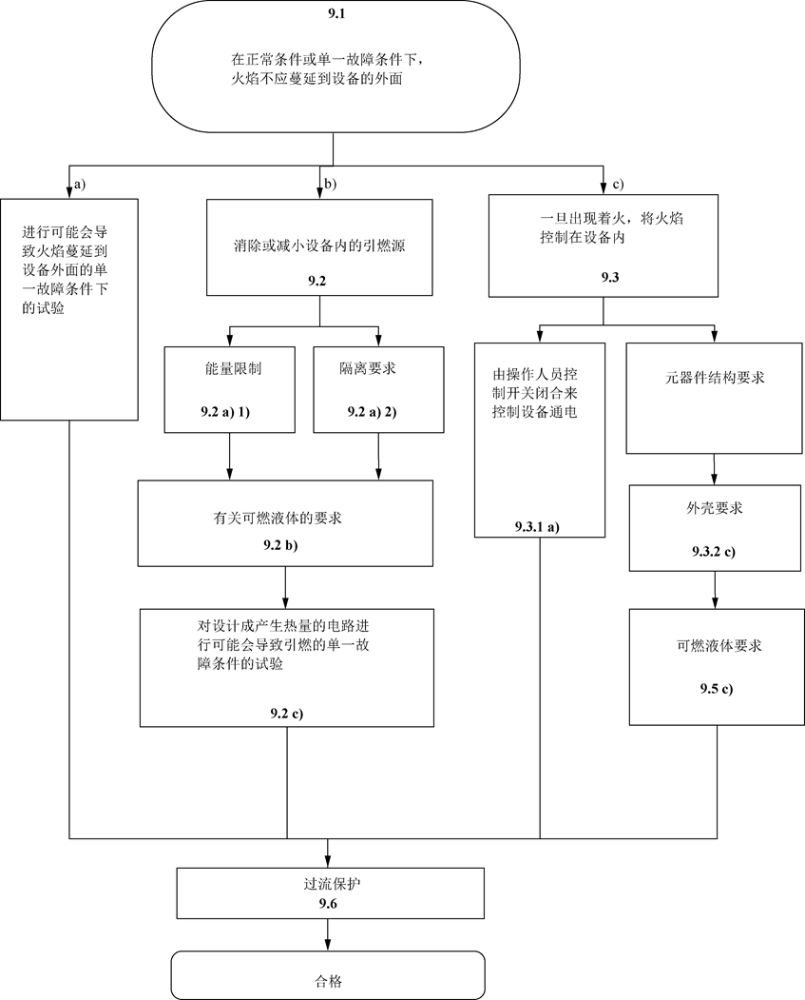 9.1
在正常条件或单一故障条件下,
火焰不应蔓延到设备的外面
a)
b)
c)
进行可能会导
致火焰蔓延到
设备外面的单
一故障条件下
的试验
消除或减小设备内的引燃源
9.2
一旦出现着火，将火焰
控制在设备内
9.3
能量限制
9.2 a) 1)
隔离要求
9.2 a) 2)
由操作人员控
制开关闭合来
控制设备通电
9.3.1 a)
元器件结构要求
有关可燃液体的要求
9.2 b)
外壳要求
9.3.2 c)
对设计成产生热量的电路进
行可能会导致引燃的单一故
障条件的试验
9.2 c)
可燃液体要求
9.5 c)
过流保护
9.6
合格